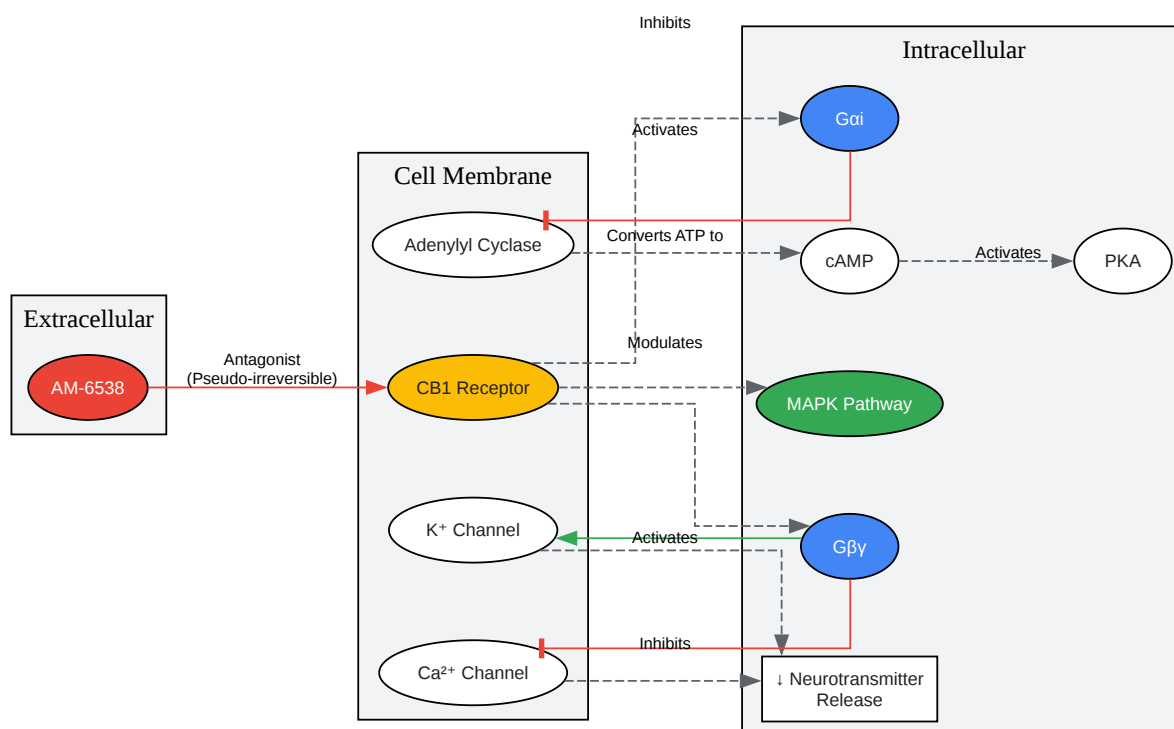 Inhibits
Intracellular
Gαi
Activates
Cell Membrane
Adenylyl Cyclase
Converts ATP to
cAMP
Activates
PKA
Extracellular
AM-6538
Antagonist
(Pseudo-irreversible)
CB1 Receptor
Modulates
MAPK Pathway
K⁺ Channel
Activates
Gβγ
Inhibits
Ca²⁺ Channel
↓ Neurotransmitter
Release